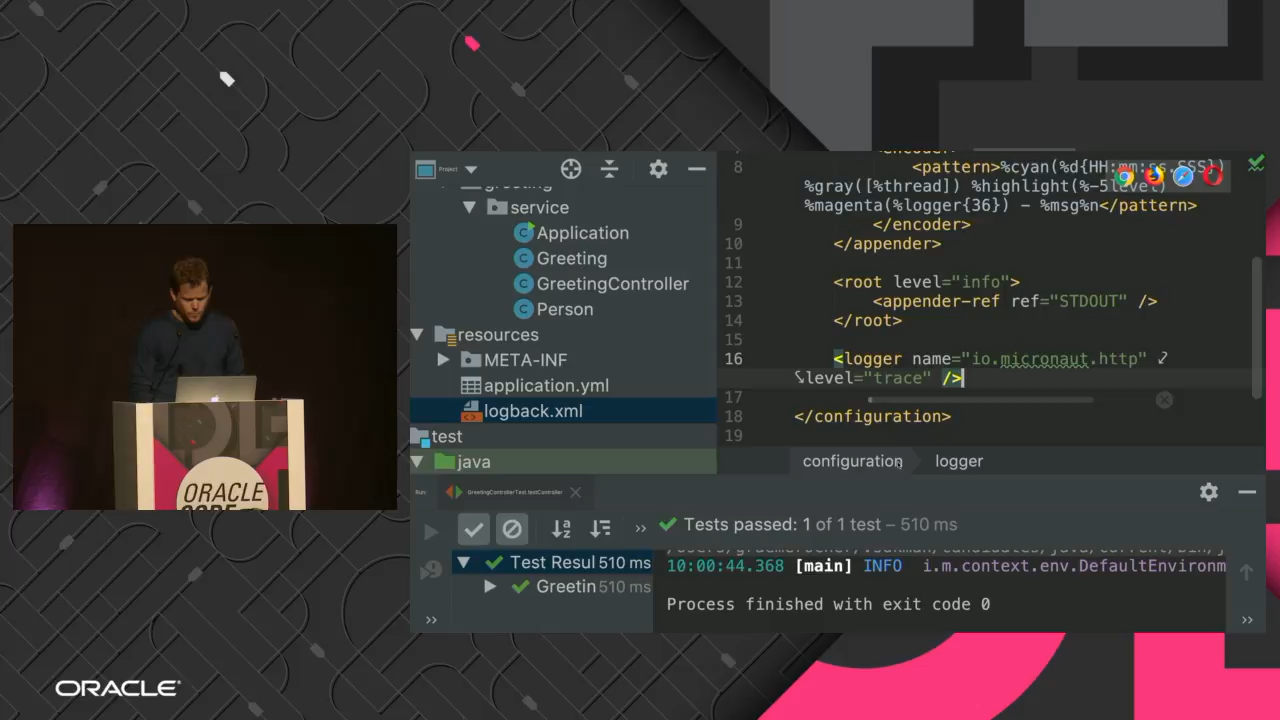 Project
service
Application
Greeting
GreetingController
Person
resources
META-INF
application.yml
logback.xml
test
java
8 <pattern>%cyan(%d{HH:mm:ss.SSS})
%gray([%thread]) %highlight(%-5level)
%magenta(%logger{36}) - %msg%n</pattern>
9 </encoder>
10 </appender>
11
12 <root level="info">
13 <appender-ref ref="STDOUT" />
14 </root>
15
16 <logger name="io.micronaut.http"
level="trace" />
17
18 </configuration>
19
configuration logger
Run: GreetingControllerTest.testController
Tests passed: 1 of 1 test – 510 ms
Test Resul 510 ms
Greetin 510 ms
10:00:44.368 [main] INFO i.m.context.env.DefaultEnvironm
Process finished with exit code 0
ORACLE
ORACLE